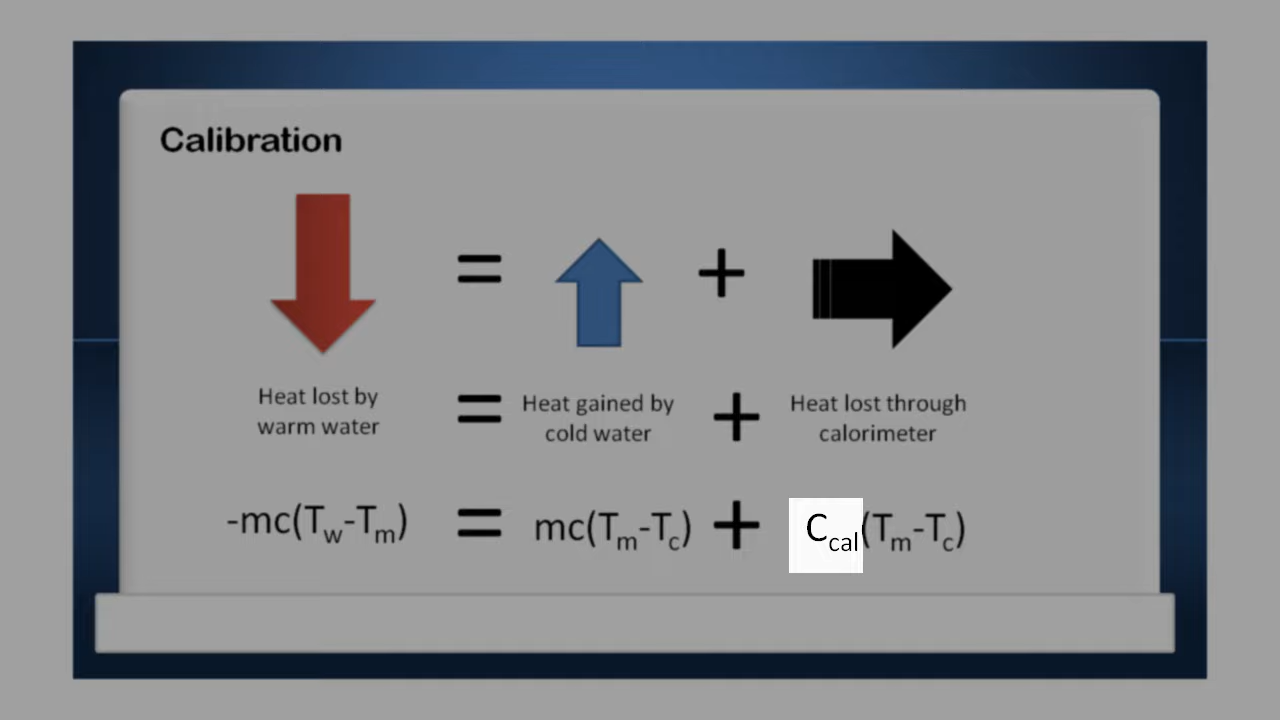 Calibration
= +
Heat lost by
warm water
=
Heat gained by
cold water
+
Heat lost through
calorimeter
-mc(Tw-Tm) = mc(Tm-Tc) + Ccal(Tm-Tc)